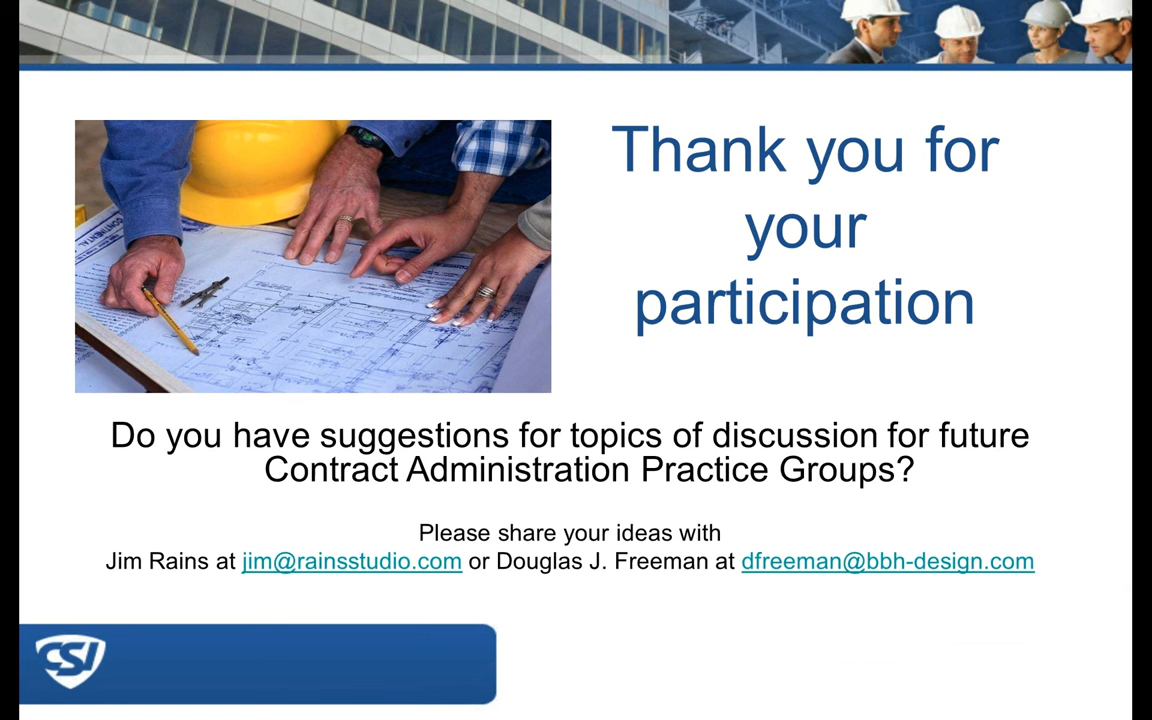 Thank you for
your
participation
CONTINENTAL
Do you have suggestions for topics of discussion for future
Contract Administration Practice Groups?
Please share your ideas with
Jim Rains at jim@rainsstudio.com or Douglas J. Freeman at dfreeman@bbh-design.com
CSI